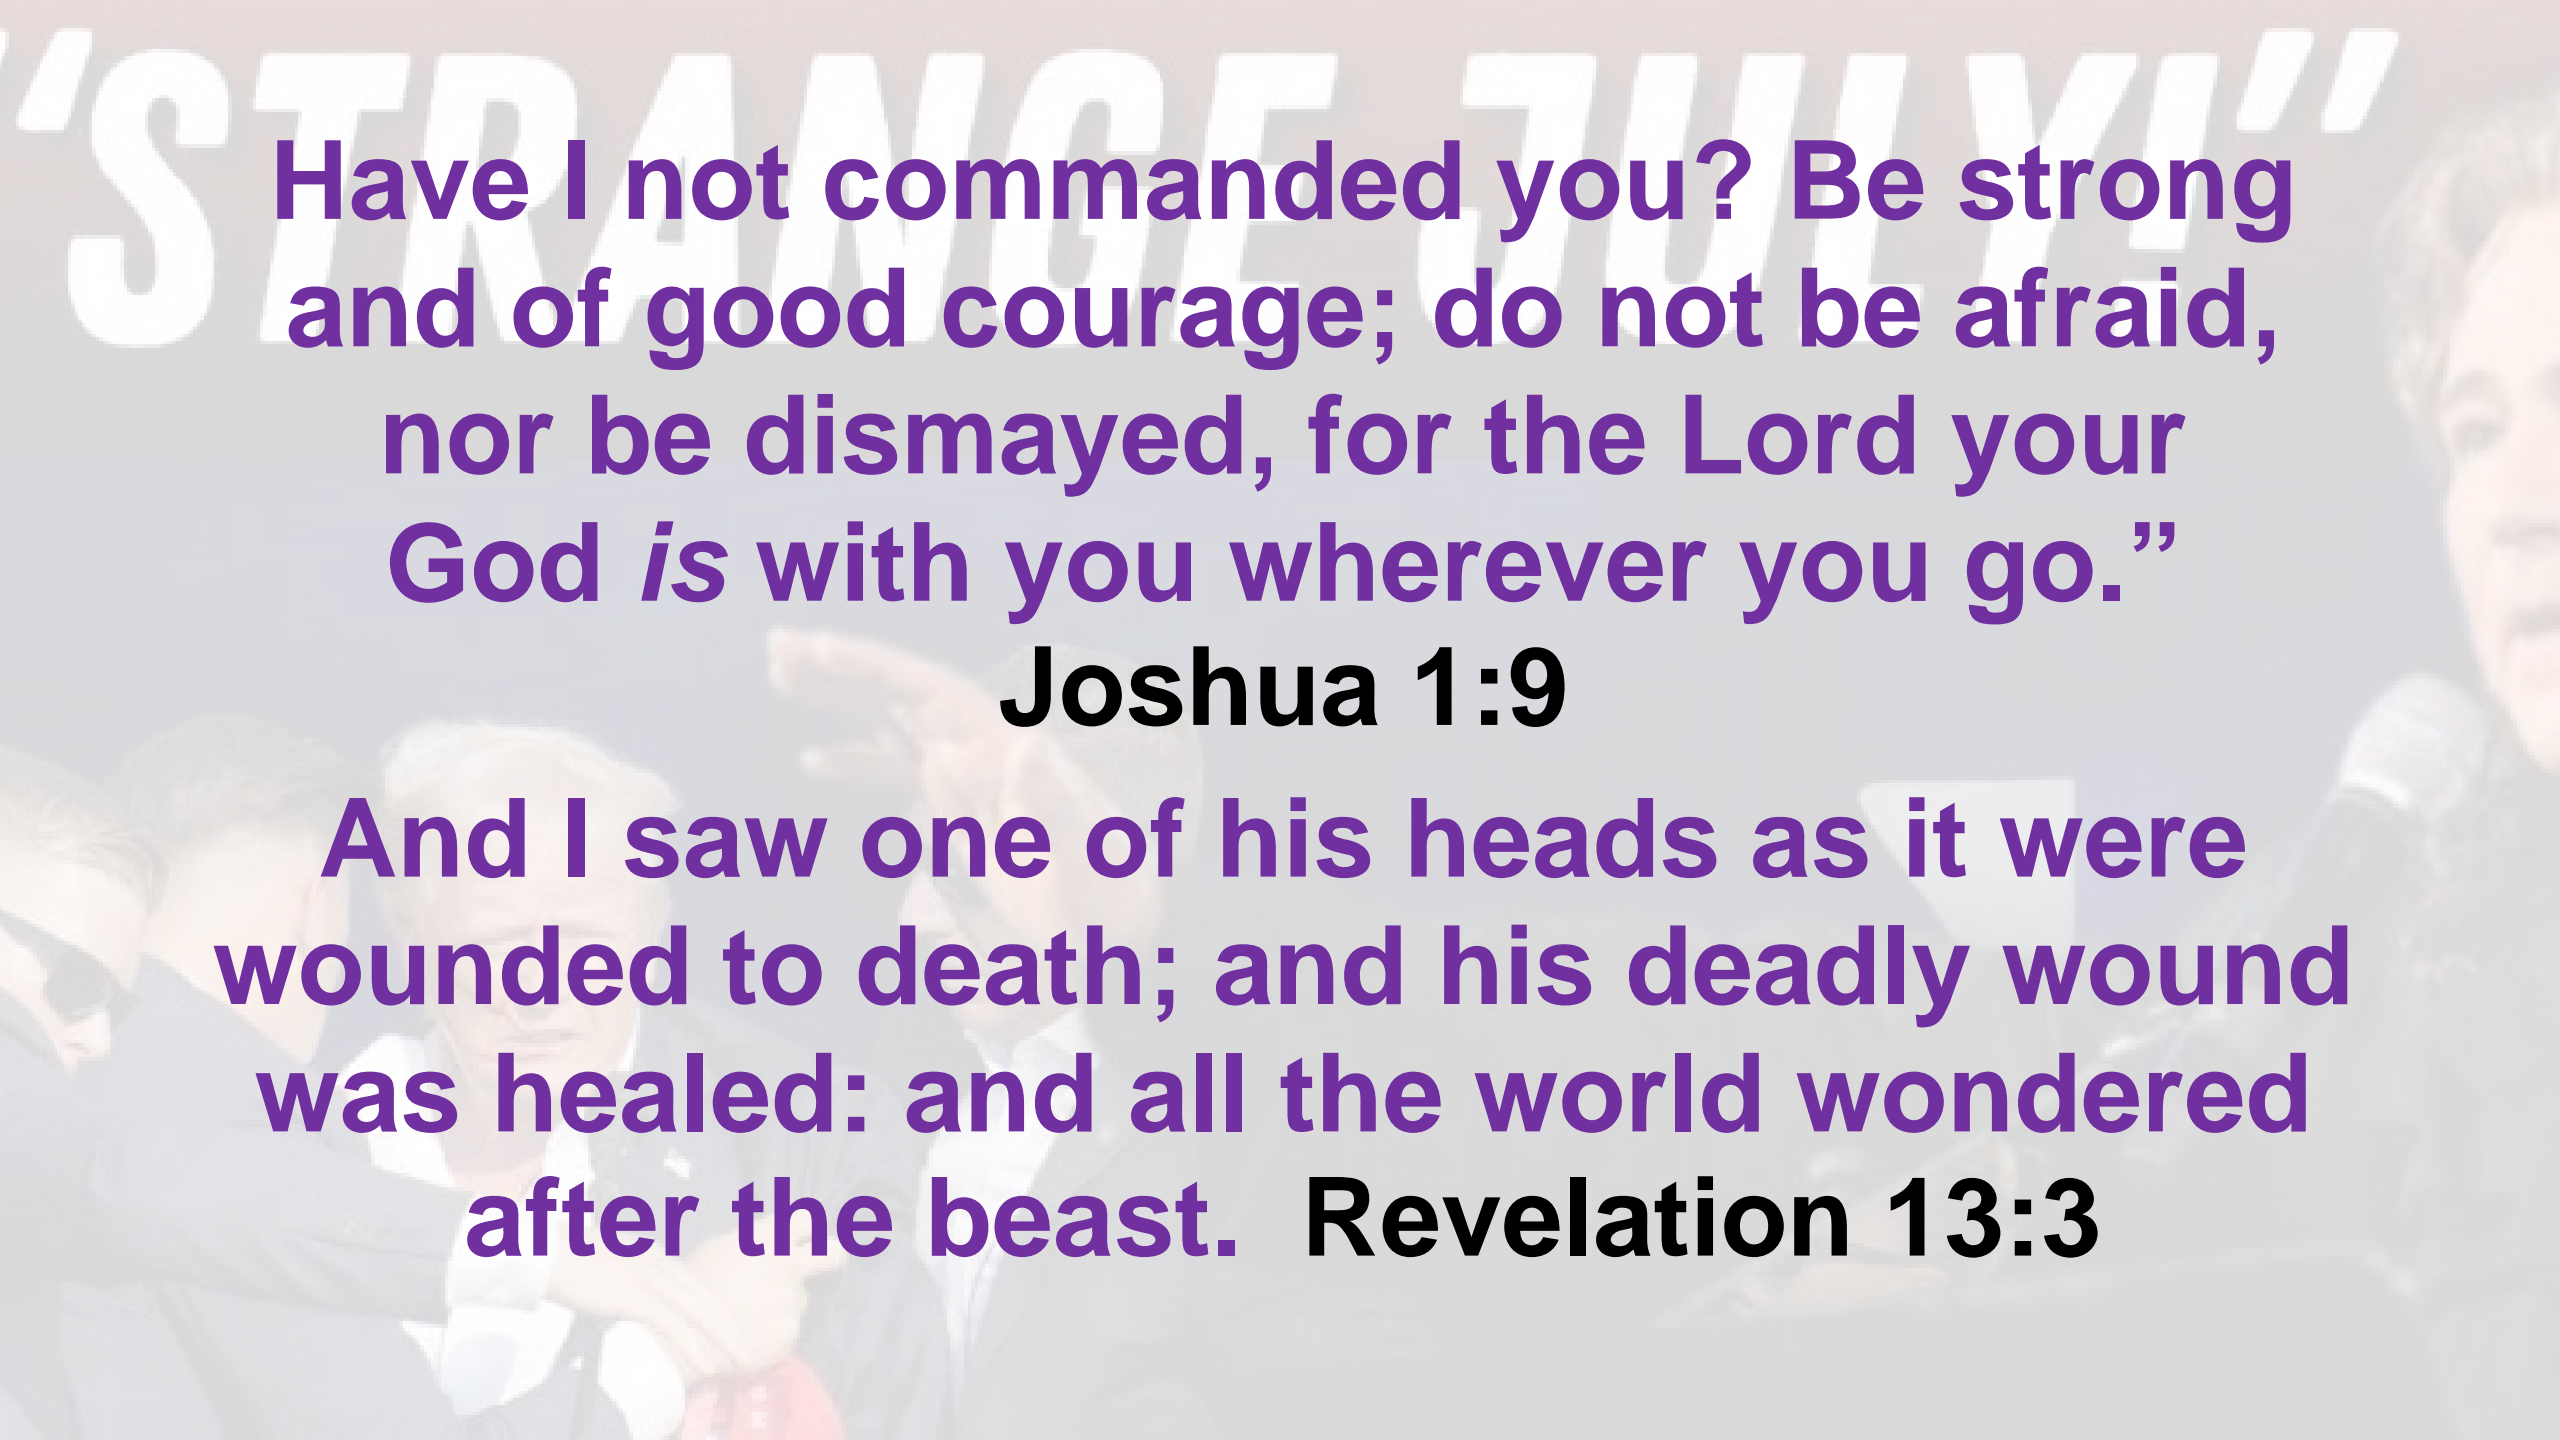 "STRANGE JULY!"
Have I not commanded you? Be strong
and of good courage; do not be afraid,
nor be dismayed, for the Lord your
God is with you wherever you go.”
Joshua 1:9
And I saw one of his heads as it were
wounded to death; and his deadly wound
was healed: and all the world wondered
after the beast.  Revelation 13:3